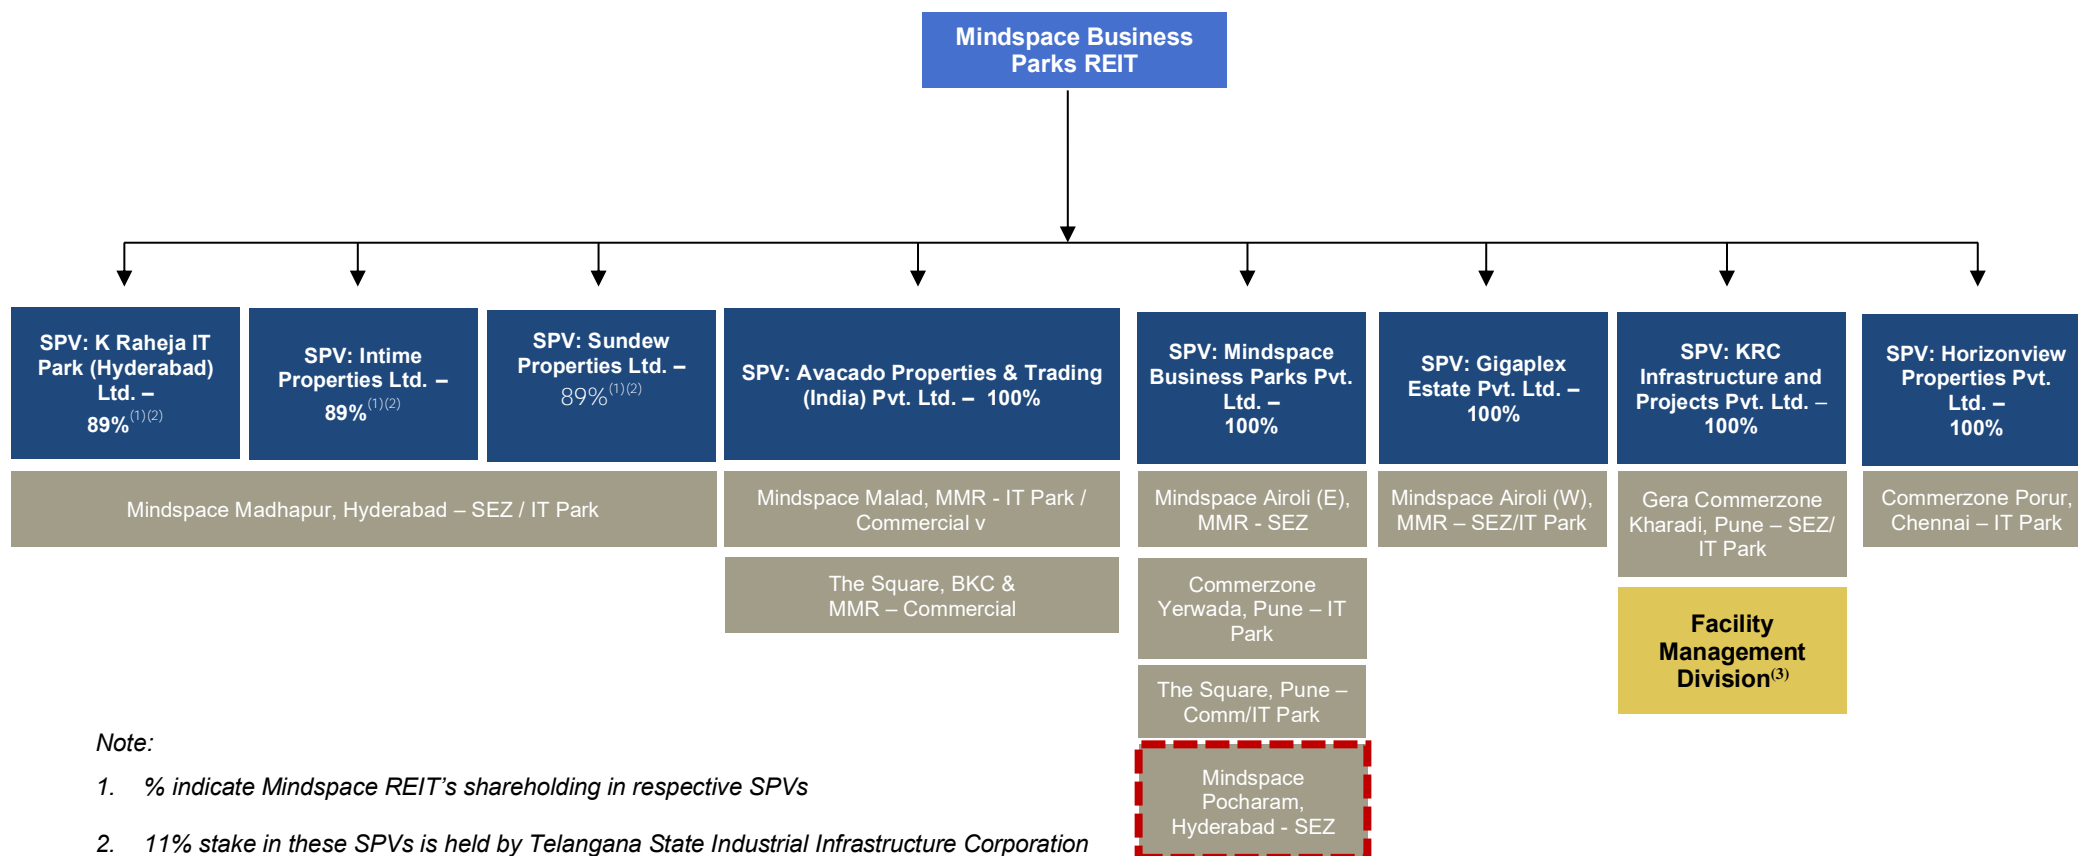 Mindspace Business
Parks REIT
SPV: K Raheja IT
Park (Hyderabad)
Ltd. –
89%(1)(2)
SPV: Intime
Properties Ltd. –
89%(1)(2)
SPV: Sundew
Properties Ltd. –
89%(1)(2)
SPV: Avacado Properties & Trading
(India) Pvt. Ltd. – 100%
SPV: Mindspace
Business Parks Pvt.
Ltd. –
100%
SPV: Gigaplex
Estate Pvt. Ltd. –
100%
SPV: KRC
Infrastructure and
Projects Pvt. Ltd. –
100%
SPV: Horizonview
Properties Pvt.
Ltd. –
100%
Mindspace Madhapur, Hyderabad – SEZ / IT Park
Mindspace Malad, MMR - IT Park /
Commercial v
Mindspace Airoli (E),
MMR - SEZ
Mindspace Airoli (W),
MMR – SEZ/IT Park
Gera Commerzone
Kharadi, Pune – SEZ/
IT Park
Commerzone Porur,
Chennai – IT Park
The Square, BKC &
MMR – Commercial
Commerzone
Yerwada, Pune – IT
Park
Facility
Management
Division(3)
The Square, Pune –
Comm/IT Park
Mindspace
Pocharam,
Hyderabad - SEZ
Note:
1. % indicate Mindspace REIT’s shareholding in respective SPVs
2. 11% stake in these SPVs is held by Telangana State Industrial Infrastructure Corporation